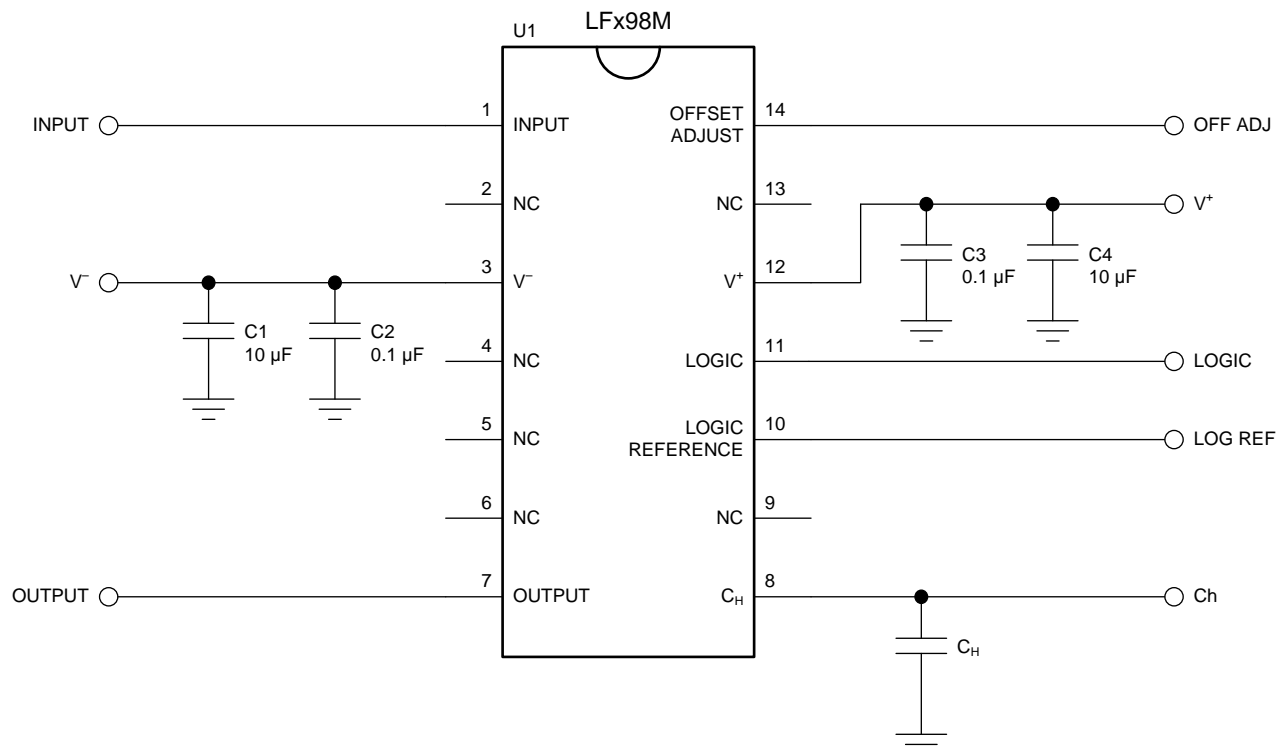 LFx98M
U1
INPUT
1
INPUT
OFFSET
ADJUST
14
OFF ADJ
2
NC
NC
13
V⁺
V⁻
3
V⁻
V⁺
12
C1
10 µF
C2
0.1 µF
C3
0.1 µF
C4
10 µF
4
NC
LOGIC
11
LOGIC
5
NC
LOGIC
REFERENCE
10
LOG REF
6
NC
NC
9
OUTPUT
7
OUTPUT
C_H
8
Ch
C_H